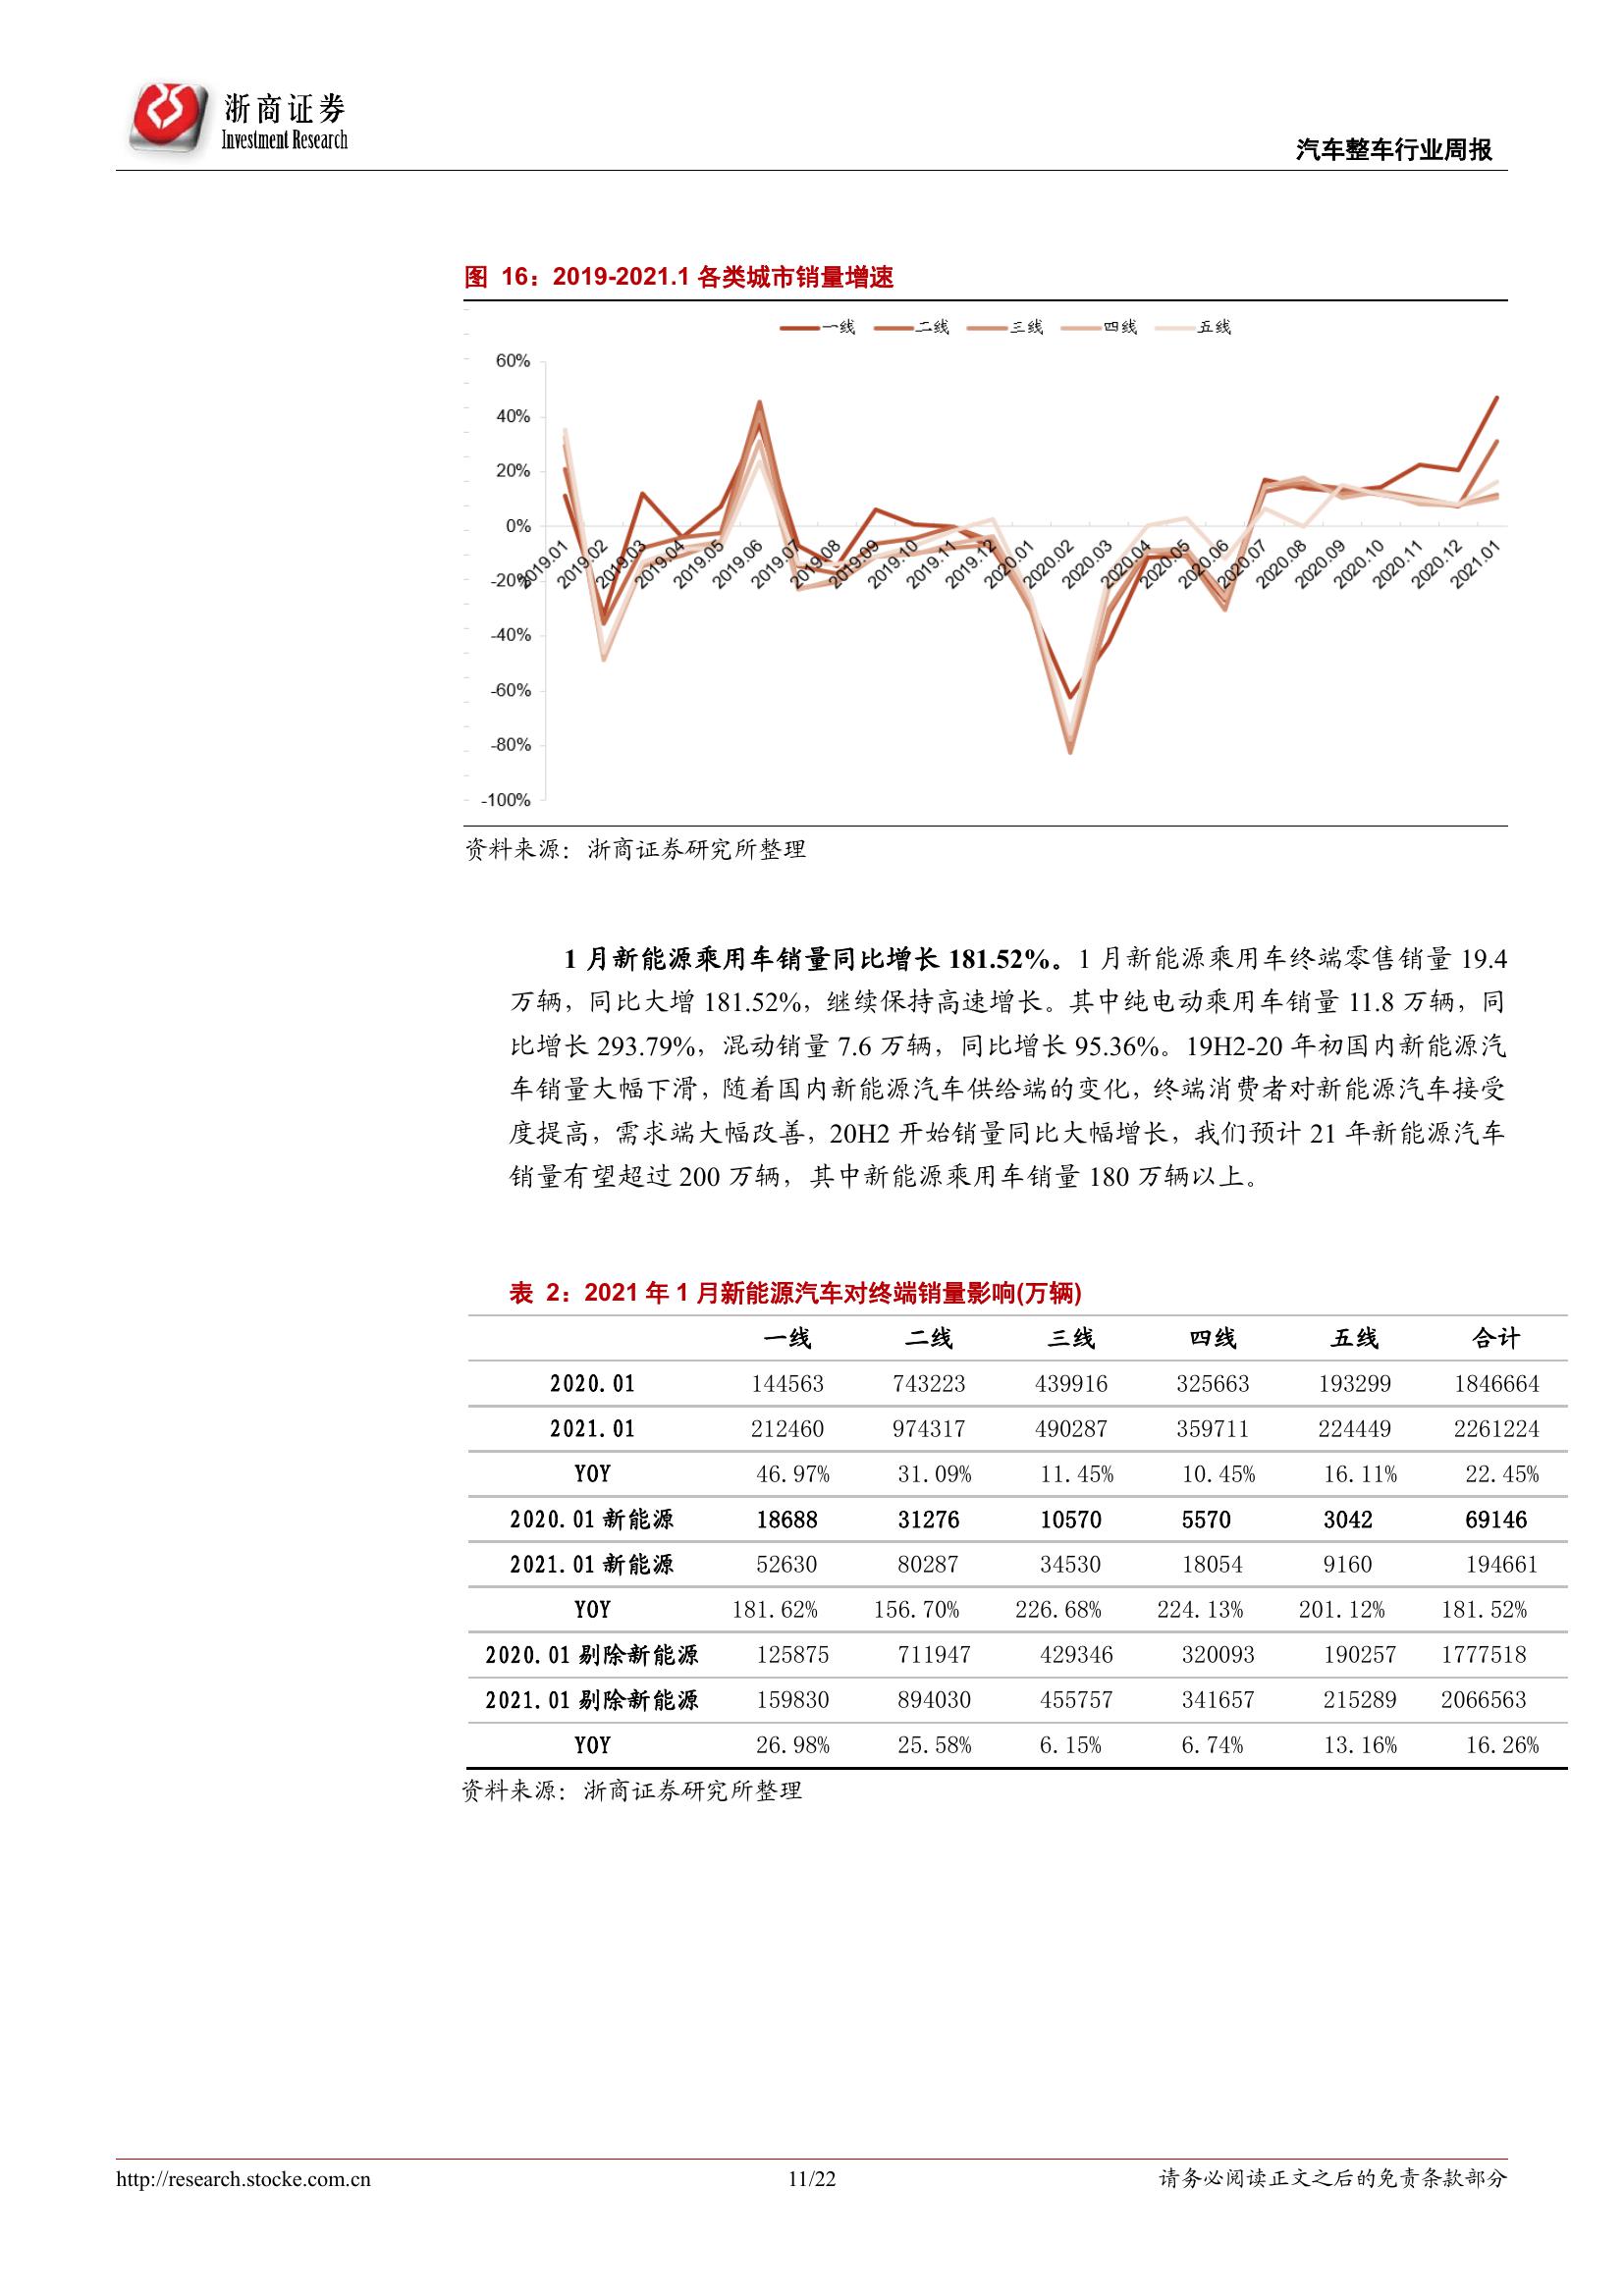 浙商证券
Investment Research
汽车整车行业周报
图 16：2019-2021.1 各类城市销量增速
一线 二线 三线 四线 五线
60%
40%
20%
0%
-20%
-40%
-60%
-80%
-100%
2019.01 2019.02 2019.03 2019.04 2019.05 2019.06 2019.07 2019.08 2019.09 2019.10 2019.11 2019.12 2020.01 2020.02 2020.03 2020.04 2020.05 2020.06 2020.07 2020.08 2020.09 2020.10 2020.11 2020.12 2021.01
资料来源：浙商证券研究所整理
1 月新能源乘用车销量同比增长 181.52%。1 月新能源乘用车终端零售销量 19.4
万辆，同比大增 181.52%，继续保持高速增长。其中纯电动乘用车销量 11.8 万辆，同
比增长 293.79%，混动销量 7.6 万辆，同比增长 95.36%。19H2-20 年初国内新能源汽
车销量大幅下滑，随着国内新能源汽车供给端的变化，终端消费者对新能源汽车接受
度提高，需求端大幅改善，20H2 开始销量同比大幅增长，我们预计 21 年新能源汽车
销量有望超过 200 万辆，其中新能源乘用车销量 180 万辆以上。
表 2：2021 年 1 月新能源汽车对终端销量影响(万辆)
一线 二线 三线 四线 五线 合计
2020.01 144563 743223 439916 325663 193299 1846664
2021.01 212460 974317 490287 359711 224449 2261224
YOY 46.97% 31.09% 11.45% 10.45% 16.11% 22.45%
2020.01 新能源 18688 31276 10570 5570 3042 69146
2021.01 新能源 52630 80287 34530 18054 9160 194661
YOY 181.62% 156.70% 226.68% 224.13% 201.12% 181.52%
2020.01 剔除新能源 125875 711947 429346 320093 190257 1777518
2021.01 剔除新能源 159830 894030 455757 341657 215289 2066563
YOY 26.98% 25.58% 6.15% 6.74% 13.16% 16.26%
资料来源：浙商证券研究所整理
http://research.stocke.com.cn 11/22 请务必阅读正文之后的免责条款部分